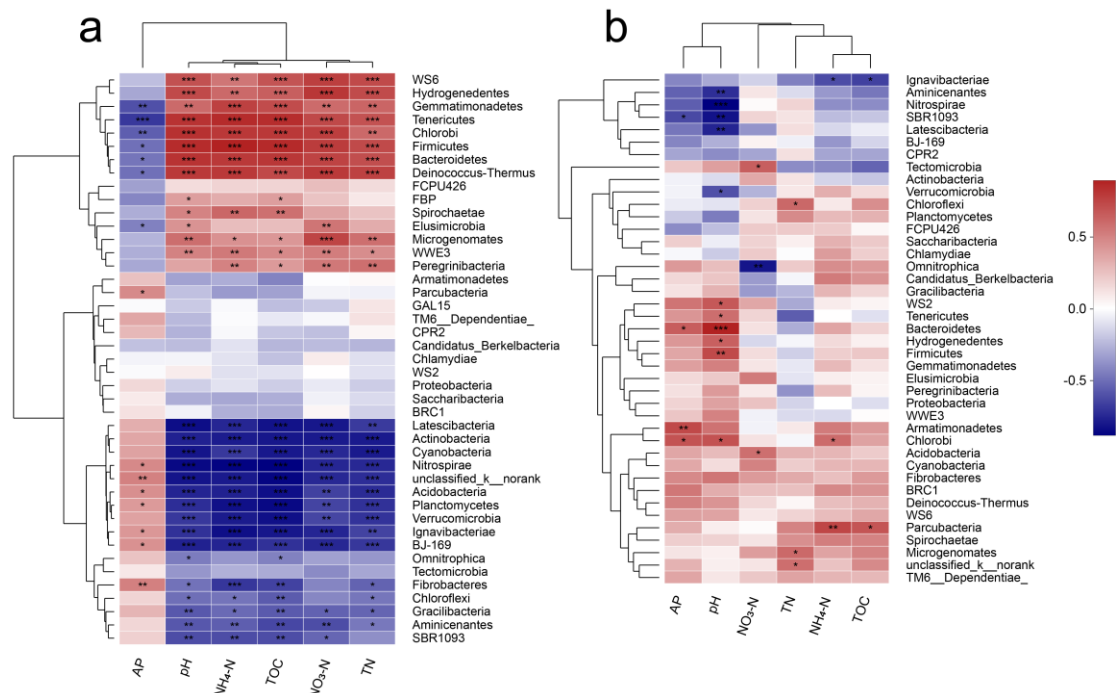 a
WS6
Hydrogenedentes
Gemmatimonadetes
Tenericutes
Chlorobi
Firmicutes
Bacteroidetes
Deinococcus-Thermus
FCPU426
FBP
Spirochaetae
Elusimicrobia
Microgenomates
WWE3
Peregrinibacteria
Armatimonadetes
Parcubacteria
GAL15
TM6__Dependentiae_
CPR2
Candidatus_Berkelbacteria
Chlamydiae
WS2
Proteobacteria
Saccharibacteria
BRC1
Latescibacteria
Actinobacteria
Cyanobacteria
Nitrospirae
unclassified_k__norank
Acidobacteria
Planctomycetes
Verrucomicrobia
Ignavibacteriae
BJ-169
Omnitrophica
Tectomicrobia
Fibrobacteres
Chloroflexi
Gracilibacteria
Aminicenantes
SBR1093
AP
pH
NH₄-N
TOC
NO₃-N
TN
b
Ignavibacteriae
Aminicenantes
Nitrospirae
SBR1093
Latescibacteria
BJ-169
CPR2
Tectomicrobia
Actinobacteria
Verrucomicrobia
Chloroflexi
Planctomycetes
FCPU426
Saccharibacteria
Chlamydiae
Omnitrophica
Candidatus_Berkelbacteria
Gracilibacteria
WS2
Tenericutes
Bacteroidetes
Hydrogenedentes
Firmicutes
Gemmatimonadetes
Elusimicrobia
Peregrinibacteria
Proteobacteria
WWE3
Armatimonadetes
Chlorobi
Acidobacteria
Cyanobacteria
Fibrobacteres
BRC1
Deinococcus-Thermus
WS6
Parcubacteria
Spirochaetae
Microgenomates
unclassified_k__norank
TM6__Dependentiae_
AP
pH
NO₃-N
TN
NH₄-N
TOC
0.5
0.0
-0.5